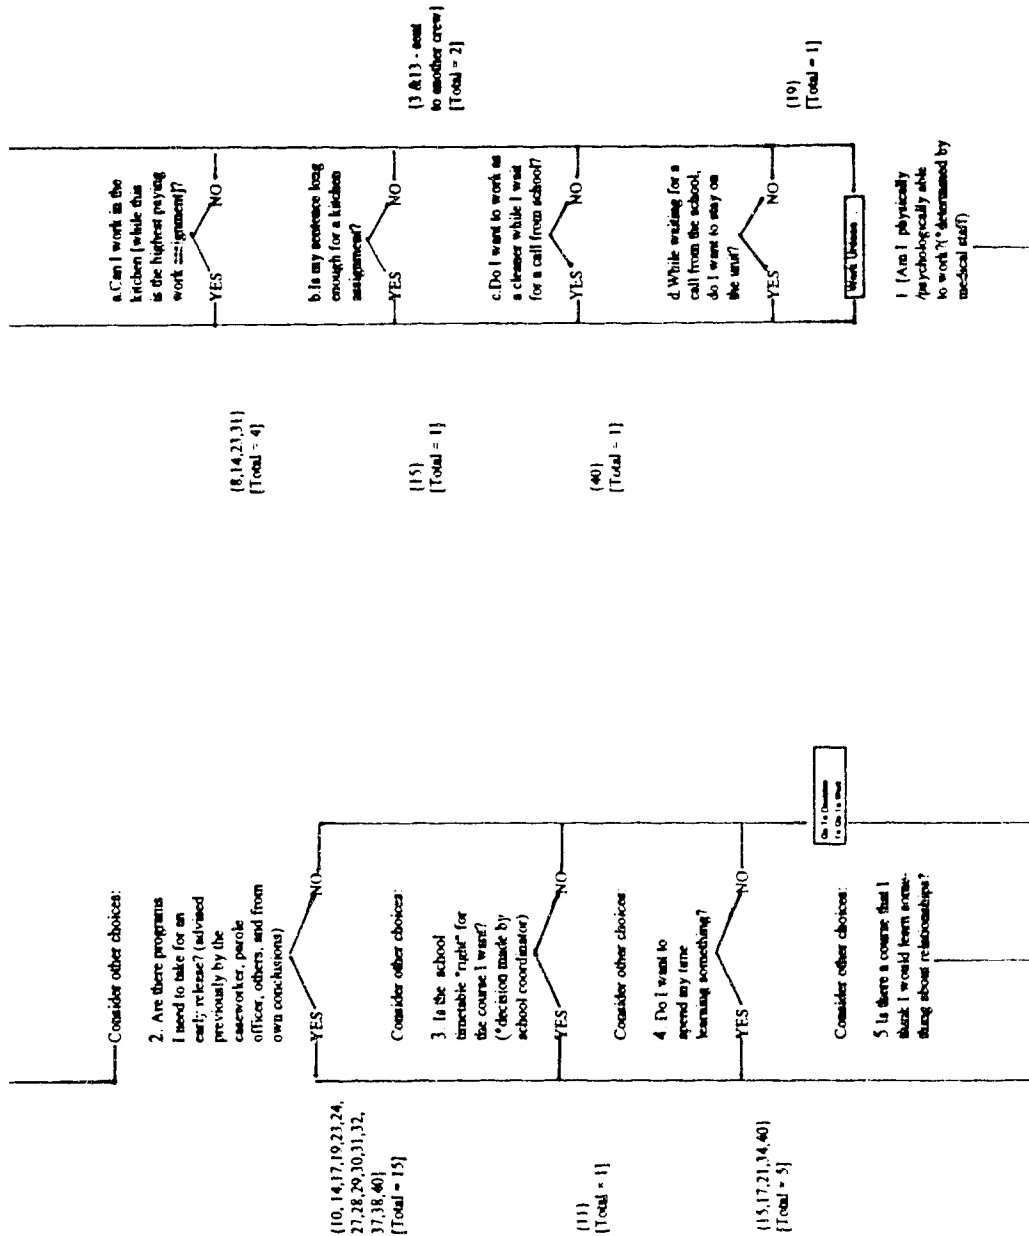 Consider other choices:
2. Are there programs
I need to take for an
early release? (advised
previously by the
caseworker, parole
officer, others, and from
own conclusions)
YES NO
{10, 14,17,19,23,24,
27,28,29,30,31,32,
37,38,40}
[Total = 15]
Consider other choices:
3 Is the school
timetable "right" for
the course I want?
(*decision made by
school coordinator)
YES NO
{11}
[Total = 1]
Consider other choices:
4. Do I want to
spend my time
learning something?
YES NO
{15,17,21,34,40}
[Total = 5]
Consider other choices:
5 Is there a course that I
think I would learn some-
thing about relationships?
a.Can I work in the
kitchen [while this
is the highest paying
work assignment]?
YES NO
{8,14,23,31}
[Total = 4]
b.Is my sentence long
enough for a kitchen
assignment?
YES NO
{15}
[Total = 1]
{3 &13 - sent
to another crew}
[Total = 2]
c.Do I want to work as
a cleaner while I wait
for a call from school?
YES NO
{40}
[Total = 1]
d.While waiting for a
call from the school,
do I want to stay on
the unit?
YES NO
{19}
[Total = 1]
Work
1 [Am I physically
/psychologically able
to work?(*determined by
medical staff)